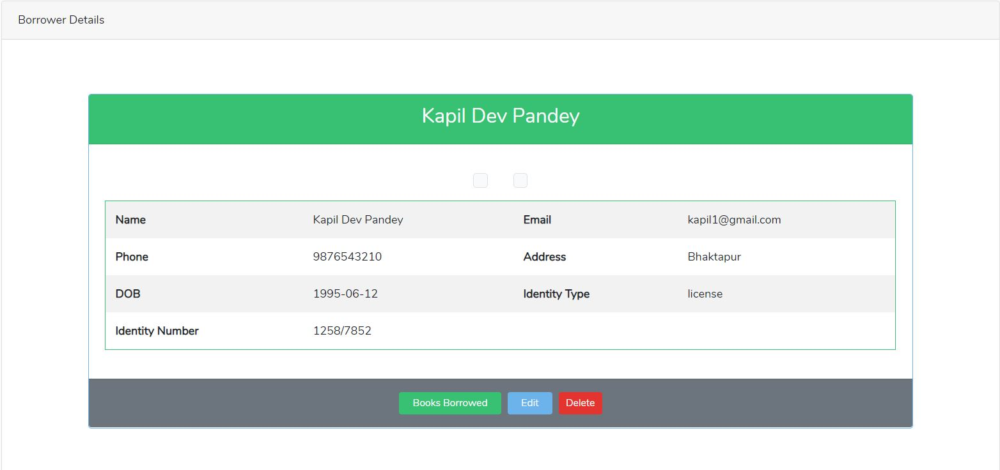 Borrower Details
Kapil Dev Pandey
Name Kapil Dev Pandey Email kapil1@gmail.com
Phone 9876543210 Address Bhaktapur
DOB 1995-06-12 Identity Type license
Identity Number 1258/7852
Books Borrowed Edit Delete